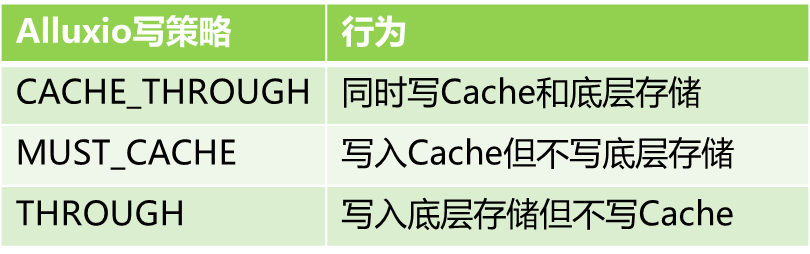 Alluxio写策略 行为
CACHE_THROUGH 同时写Cache和底层存储
MUST_CACHE 写入Cache但不写底层存储
THROUGH 写入底层存储但不写Cache